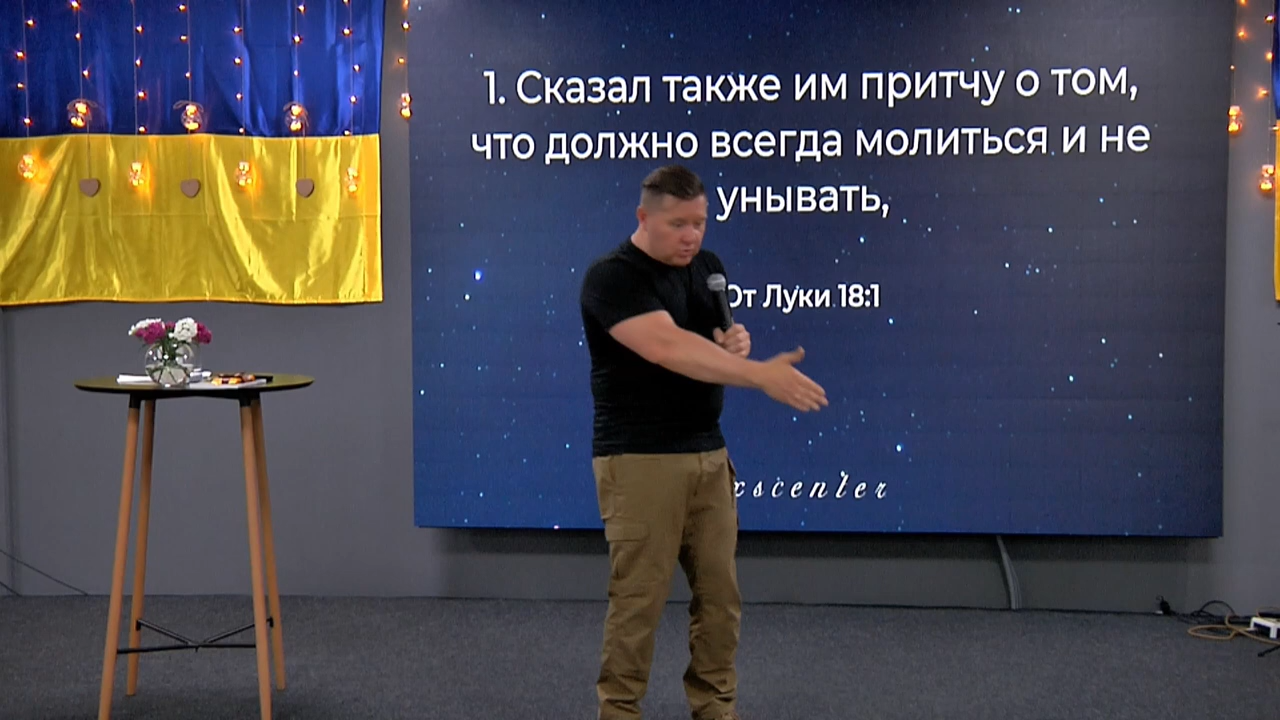 1. Сказал также им притчу о том,
что должно всегда молиться и не
унывать,
От Луки 18:1